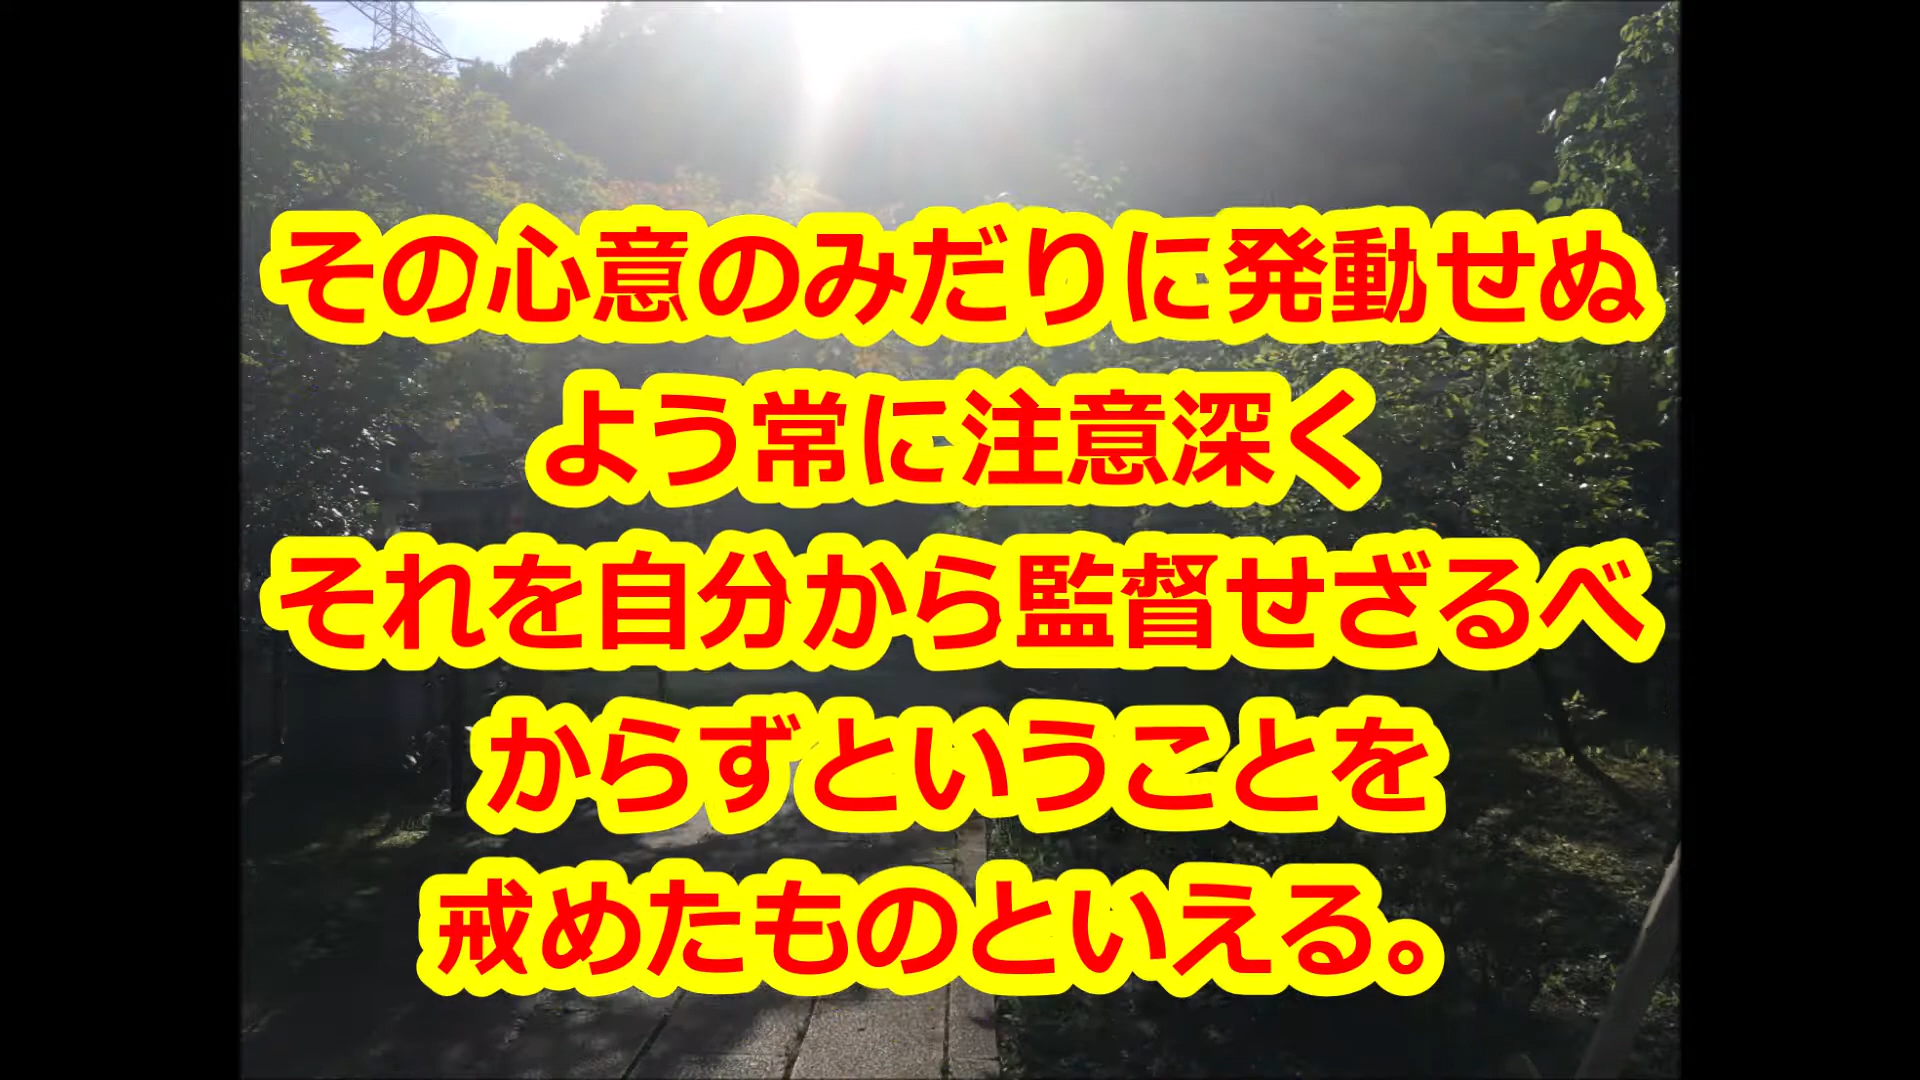 その心意のみだりに発動せぬ
よう常に注意深く
それを自分から監督せざるべ
からずということを
戒めたものといえる。